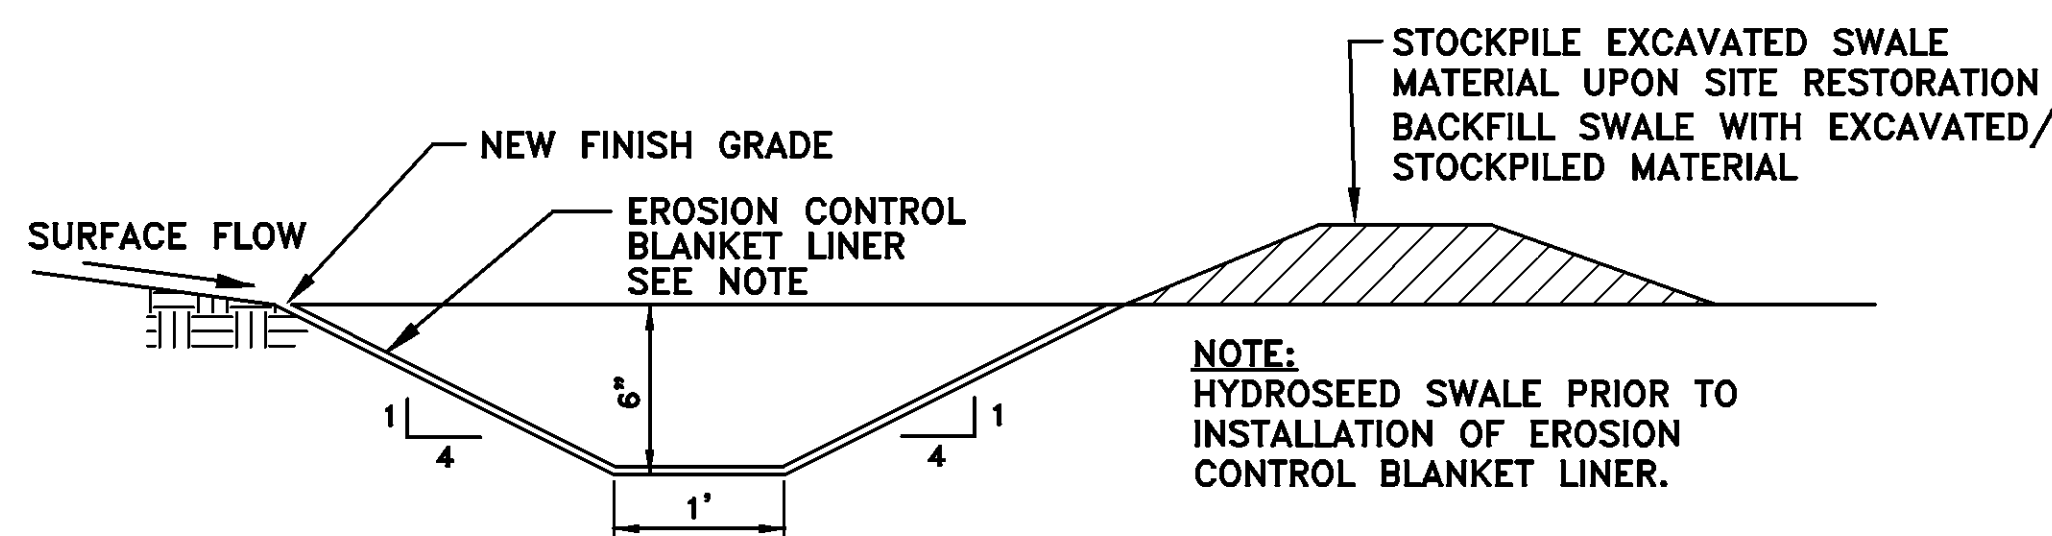 STOCKPILE EXCAVATED SWALE
MATERIAL UPON SITE RESTORATION
BACKFILL SWALE WITH EXCAVATED/
STOCKPILED MATERIAL
NEW FINISH GRADE
EROSION CONTROL
BLANKET LINER
SEE NOTE
SURFACE FLOW
6"
1
4
1
4
1'
NOTE:
HYDROSEED SWALE PRIOR TO
INSTALLATION OF EROSION
CONTROL BLANKET LINER.